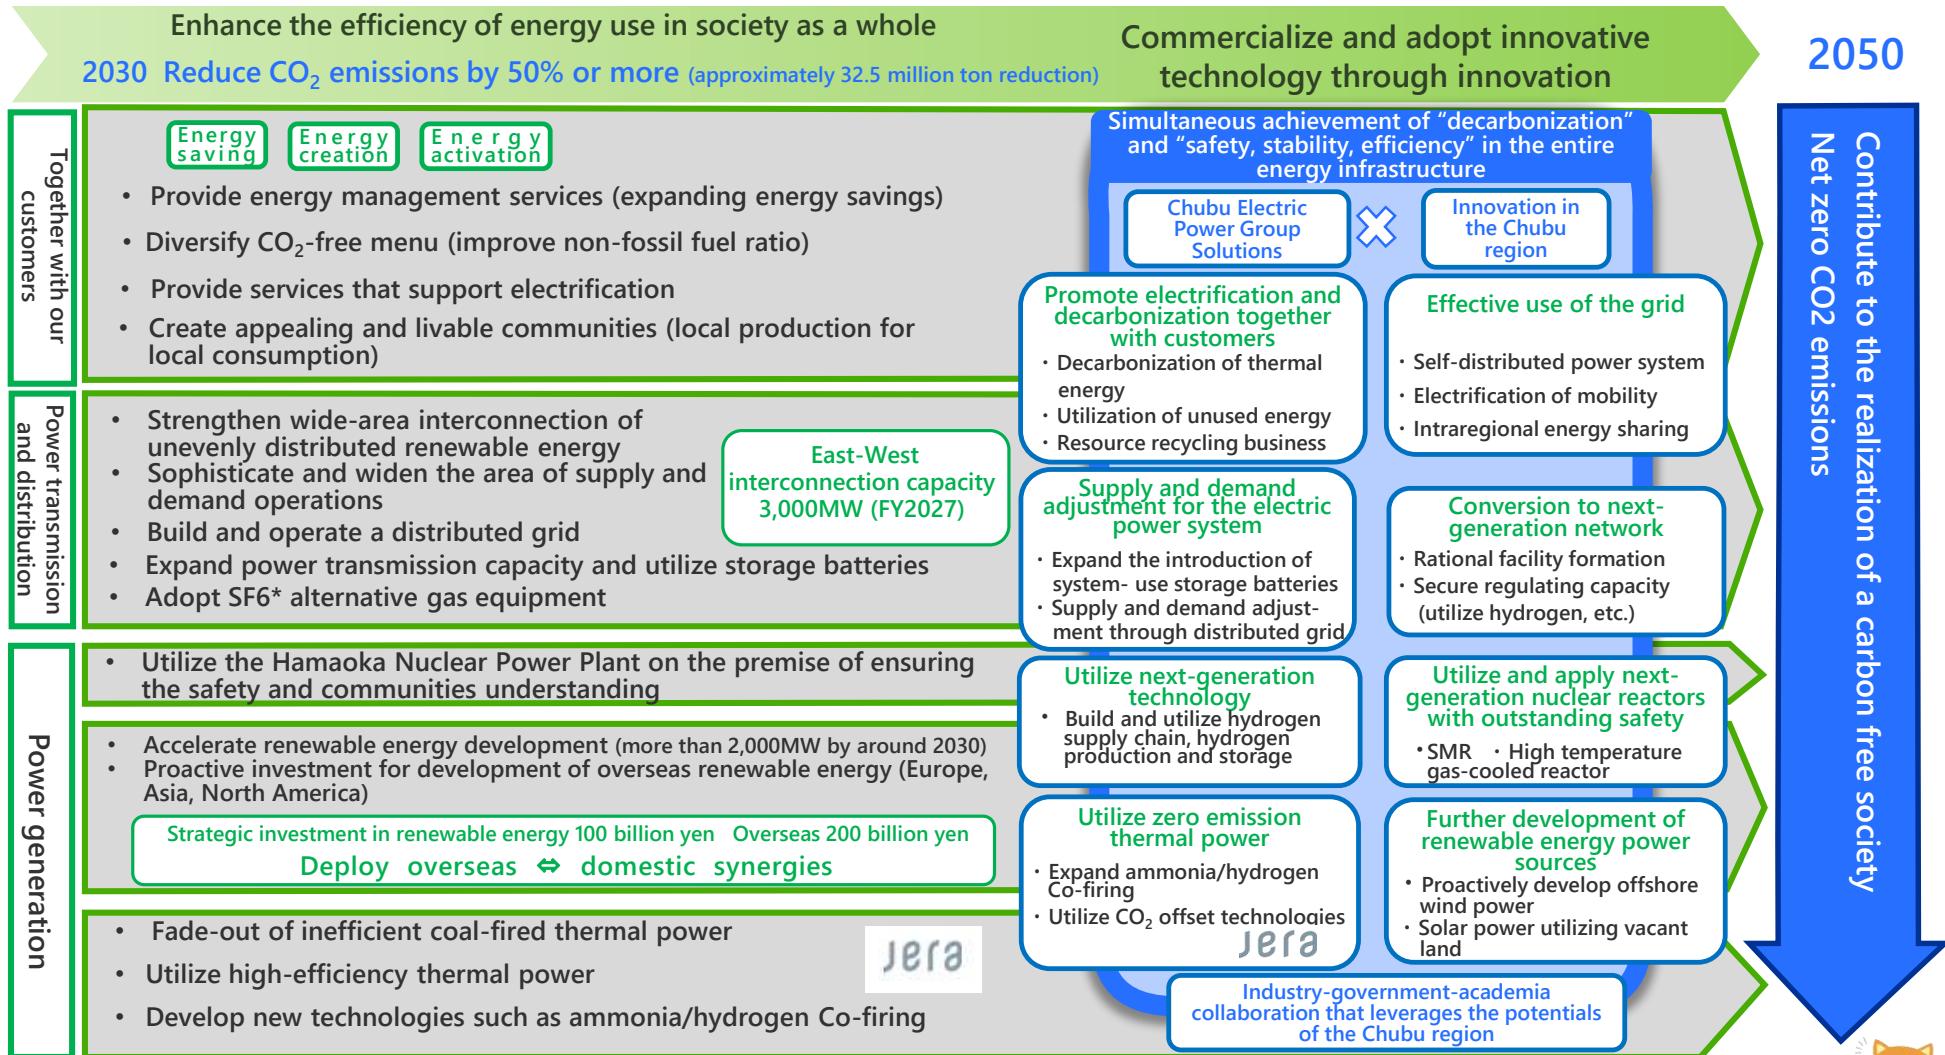 Enhance the efficiency of energy use in society as a whole
2030 Reduce CO₂ emissions by 50% or more (approximately 32.5 million ton reduction)
Commercialize and adopt innovative
technology through innovation
2050
Together with our
customers
Energy
saving
Energy
creation
Energy
activation
• Provide energy management services (expanding energy savings)
• Diversify CO₂-free menu (improve non-fossil fuel ratio)
• Provide services that support electrification
• Create appealing and livable communities (local production for
local consumption)
Power transmission
and distribution
• Strengthen wide-area interconnection of
unevenly distributed renewable energy
• Sophisticate and widen the area of supply and
demand operations
• Build and operate a distributed grid
• Expand power transmission capacity and utilize storage batteries
• Adopt SF6* alternative gas equipment
East-West
interconnection capacity
3,000MW (FY2027)
Power generation
• Utilize the Hamaoka Nuclear Power Plant on the premise of ensuring
the safety and communities understanding
• Accelerate renewable energy development (more than 2,000MW by around 2030)
• Proactive investment for development of overseas renewable energy (Europe,
Asia, North America)
Strategic investment in renewable energy 100 billion yen Overseas 200 billion yen
Deploy overseas ⇔ domestic synergies
• Fade-out of inefficient coal-fired thermal power
• Utilize high-efficiency thermal power
• Develop new technologies such as ammonia/hydrogen Co-firing
Jera
Simultaneous achievement of “decarbonization”
and “safety, stability, efficiency” in the entire
energy infrastructure
Chubu Electric
Power Group
Solutions
Innovation in
the Chubu
region
Promote electrification and
decarbonization together
with customers
・Decarbonization of thermal
energy
・Utilization of unused energy
・Resource recycling business
Effective use of the grid
・Self-distributed power system
・Electrification of mobility
・Intraregional energy sharing
Supply and demand
adjustment for the electric
power system
・Expand the introduction of
system- use storage batteries
・Supply and demand adjust-
ment through distributed grid
Conversion to next-
generation network
・Rational facility formation
・Secure regulating capacity
(utilize hydrogen, etc.)
Utilize next-generation
technology
・Build and utilize hydrogen
supply chain, hydrogen
production and storage
Utilize and apply next-
generation nuclear reactors
with outstanding safety
・SMR ・High temperature
gas-cooled reactor
Utilize zero emission
thermal power
・Expand ammonia/hydrogen
Co-firing
・Utilize CO₂ offset technologies
Jera
Further development of
renewable energy power
sources
・Proactively develop offshore
wind power
・Solar power utilizing vacant
land
Industry-government-academia
collaboration that leverages the potentials
of the Chubu region
Contribute to the realization of a carbon free society
Net zero CO2 emissions